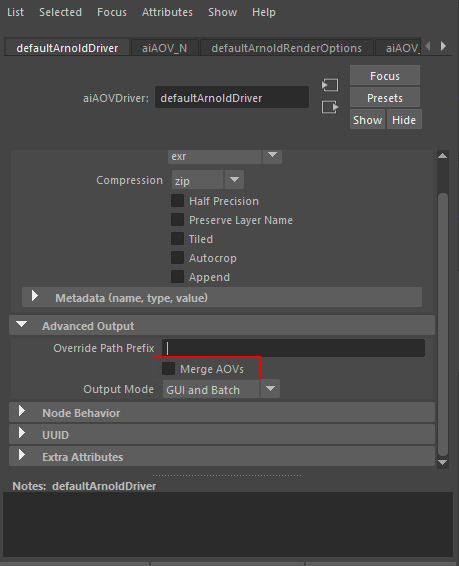 List Selected Focus Attributes Show Help
defaultArnoldDriver aiAOV_N defaultArnoldRenderOptions aiAOV_
Focus
aiAOVDriver: defaultArnoldDriver Presets
Show Hide
exr
Compression zip
Half Precision
Preserve Layer Name
Tiled
Autocrop
Append
Metadata (name, type, value)
Advanced Output
Override Path Prefix
Merge AOVs
Output Mode GUI and Batch
Node Behavior
UUID
Extra Attributes
Notes: defaultArnoldDriver